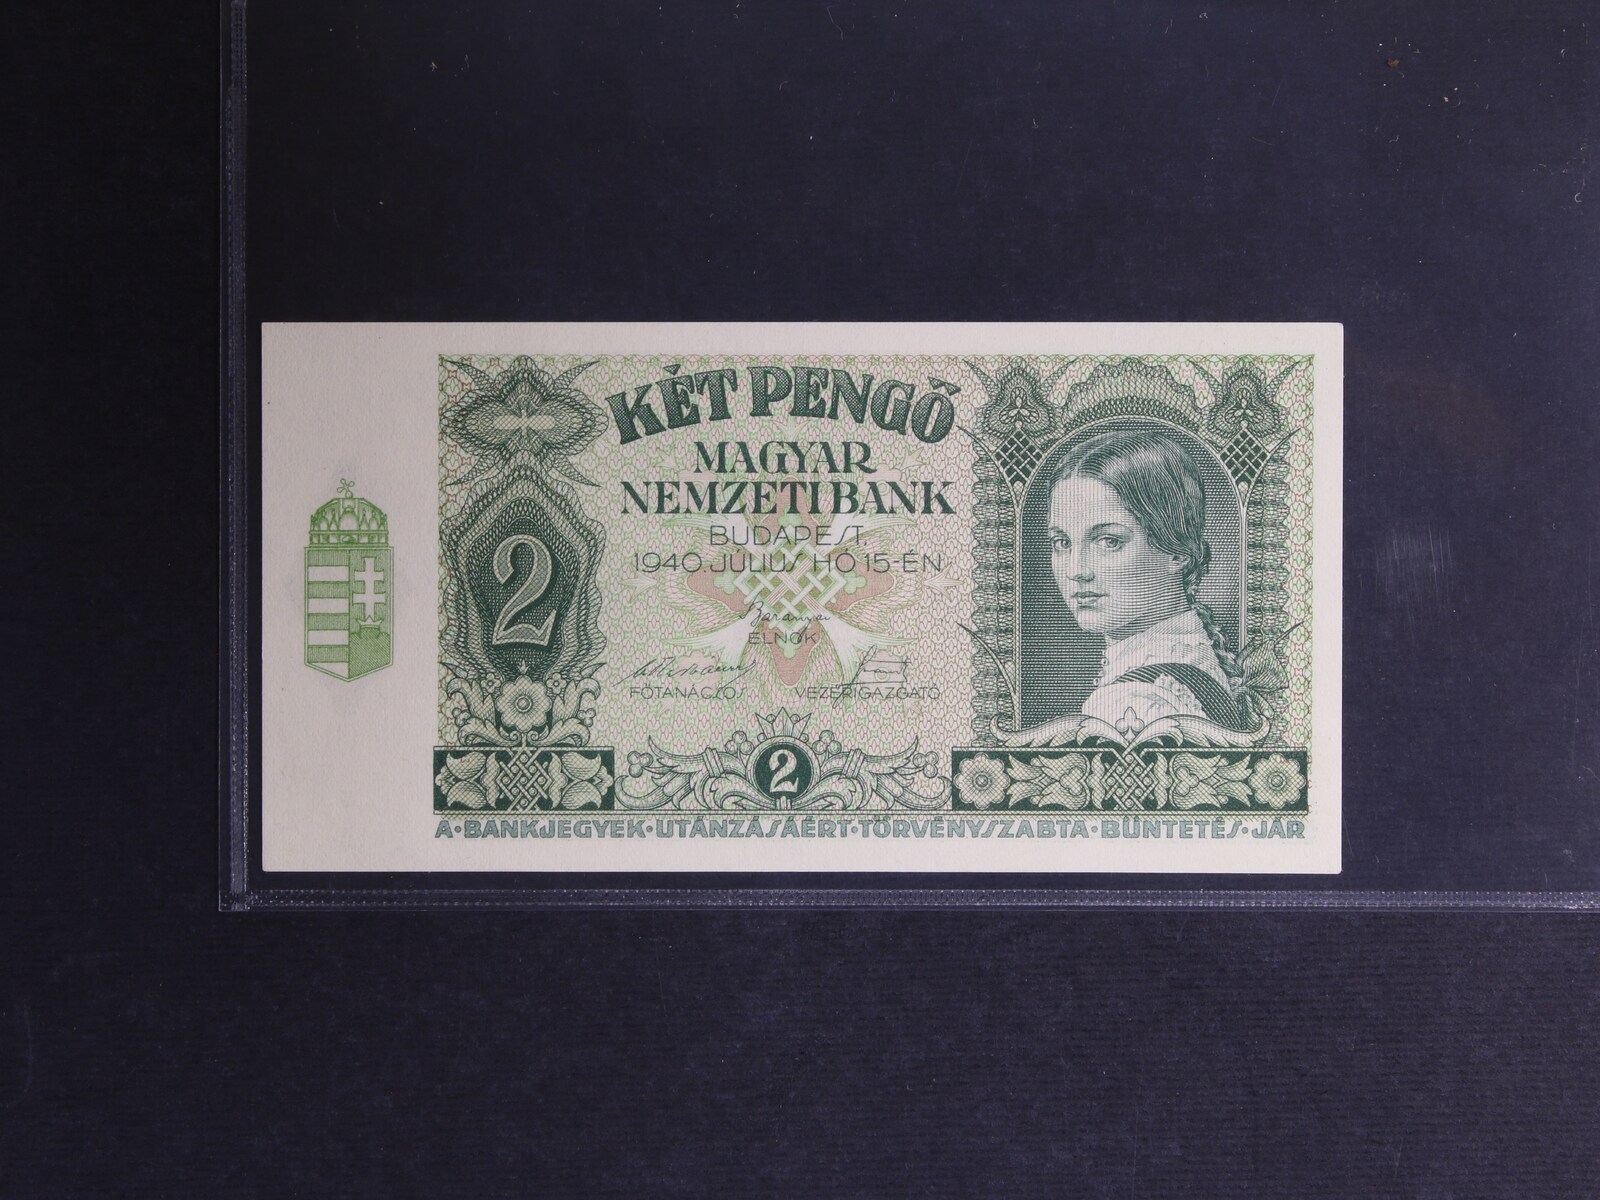 KÉT PENGŐ
MAGYAR
NEMZETI BANK
BUDAPEST
1940. JÚLIUS HÓ 15-ÉN
2
Baranyai
ELNÖK
FŐTANÁCSOS VEZÉRIGAZGATÓ
2
A·BANKJEGYEK·UTÁNZÁSÁÉRT·TÖRVÉNYSZABTA·BÜNTETÉS·JÁR